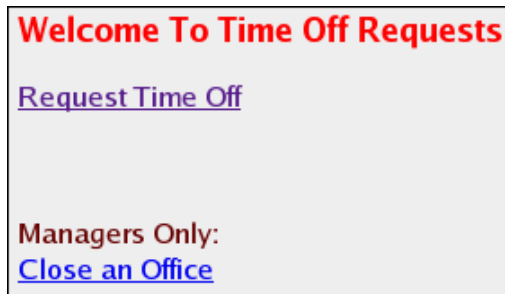 Welcome To Time Off Requests
Request Time Off
Managers Only:
Close an Office